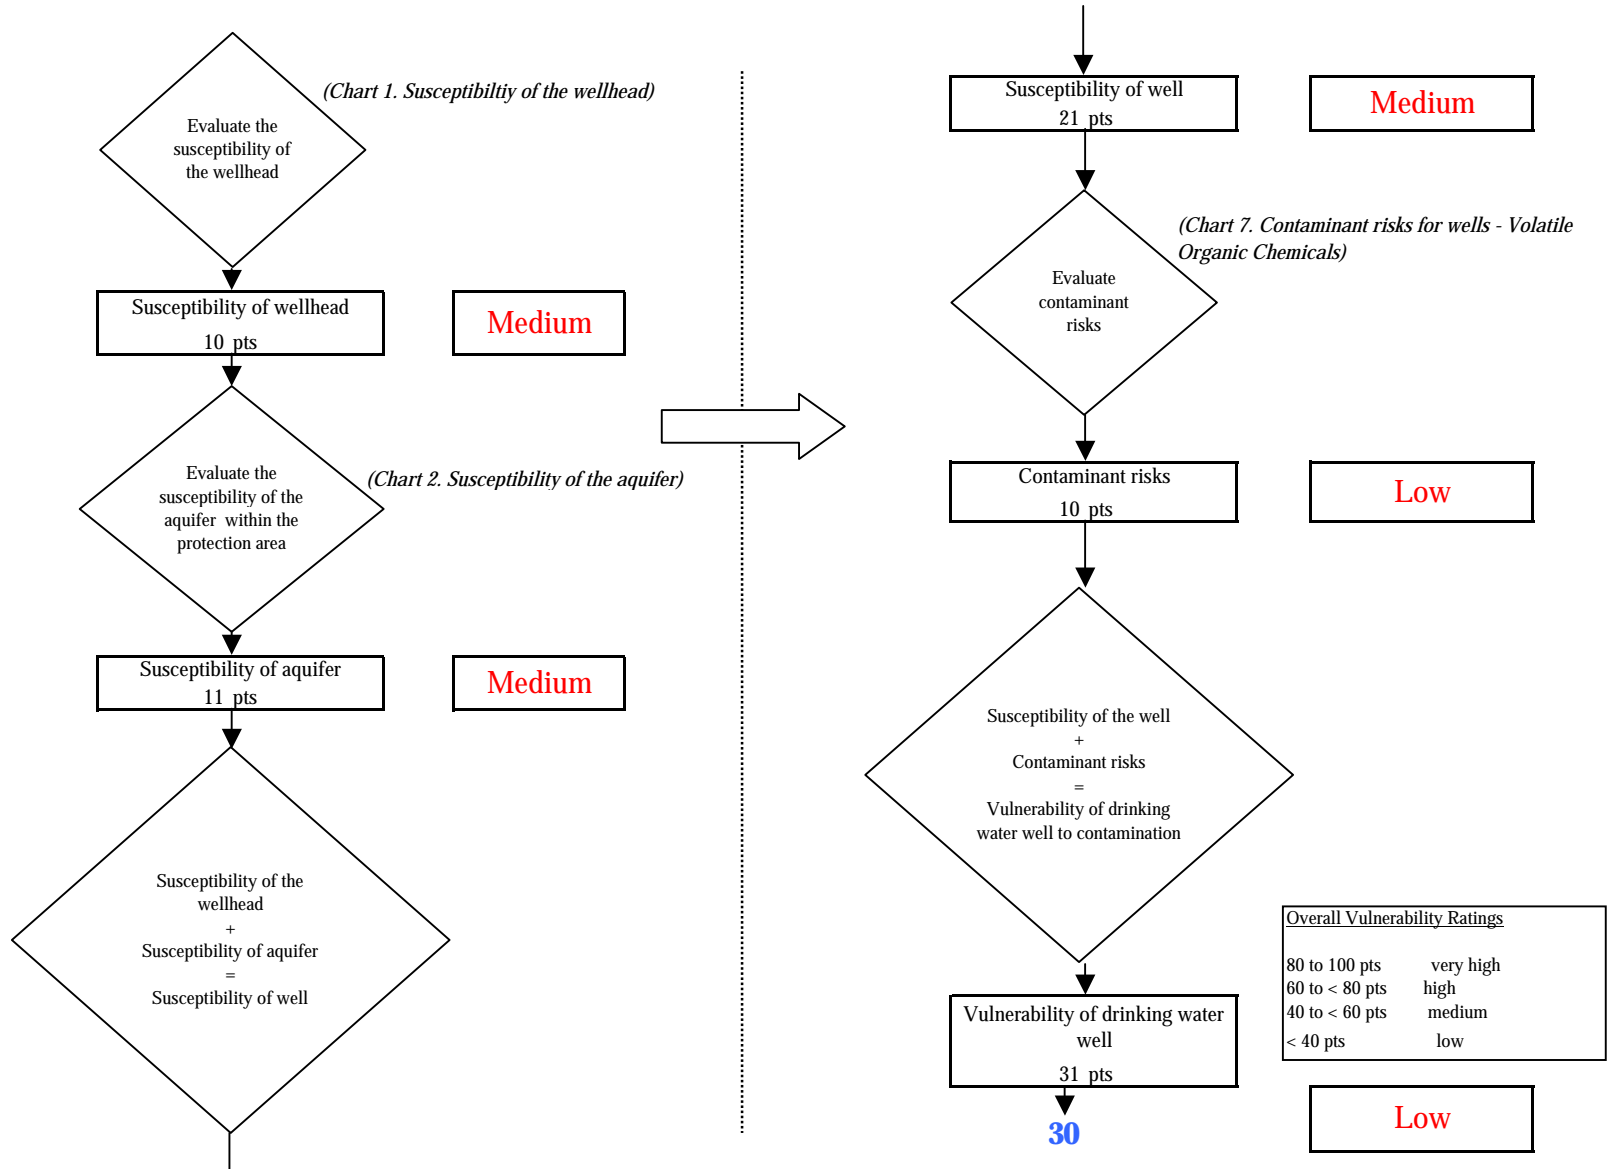 (Chart 1. Susceptibiltiy of the wellhead)
Evaluate the
susceptibility of
the wellhead
Susceptibility of wellhead
10 pts
Medium
Evaluate the
susceptibility of the
aquifer within the
protection area
(Chart 2. Susceptibility of the aquifer)
Susceptibility of aquifer
11 pts
Medium
Susceptibility of the
wellhead
+
Susceptibility of aquifer
=
Susceptibility of well
Susceptibility of well
21 pts
Medium
(Chart 7. Contaminant risks for wells - Volatile
Organic Chemicals)
Evaluate
contaminant
risks
Contaminant risks
10 pts
Low
Susceptibility of the well
+
Contaminant risks
=
Vulnerability of drinking
water well to contamination
Overall Vulnerability Ratings
80 to 100 pts very high
60 to < 80 pts high
40 to < 60 pts medium
< 40 pts low
Vulnerability of drinking water
well
31 pts
30
Low